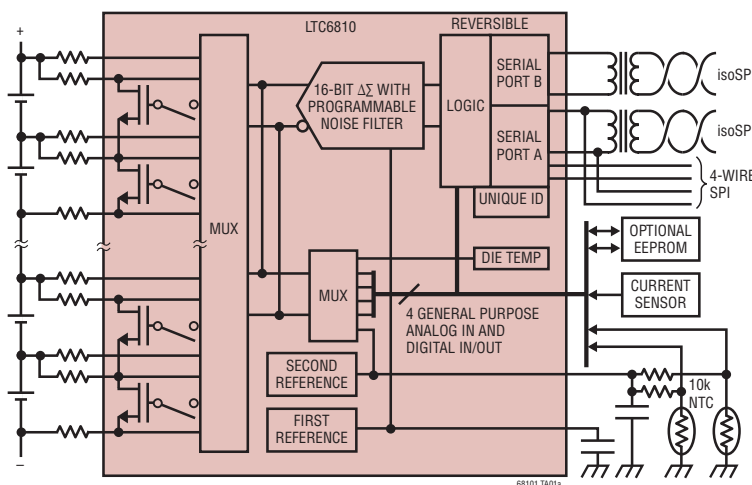 LTC6810
REVERSIBLE
+
16-BIT ΔΣ WITH
PROGRAMMABLE
NOISE FILTER
LOGIC
SERIAL
PORT B
SERIAL
PORT A
UNIQUE ID
isoSP
isoSP
4-WIRE
SPI
MUX
MUX
DIE TEMP
4 GENERAL PURPOSE
ANALOG IN AND
DIGITAL IN/OUT
OPTIONAL
EEPROM
CURRENT
SENSOR
SECOND
REFERENCE
FIRST
REFERENCE
10k
NTC
–
68101 TA01a